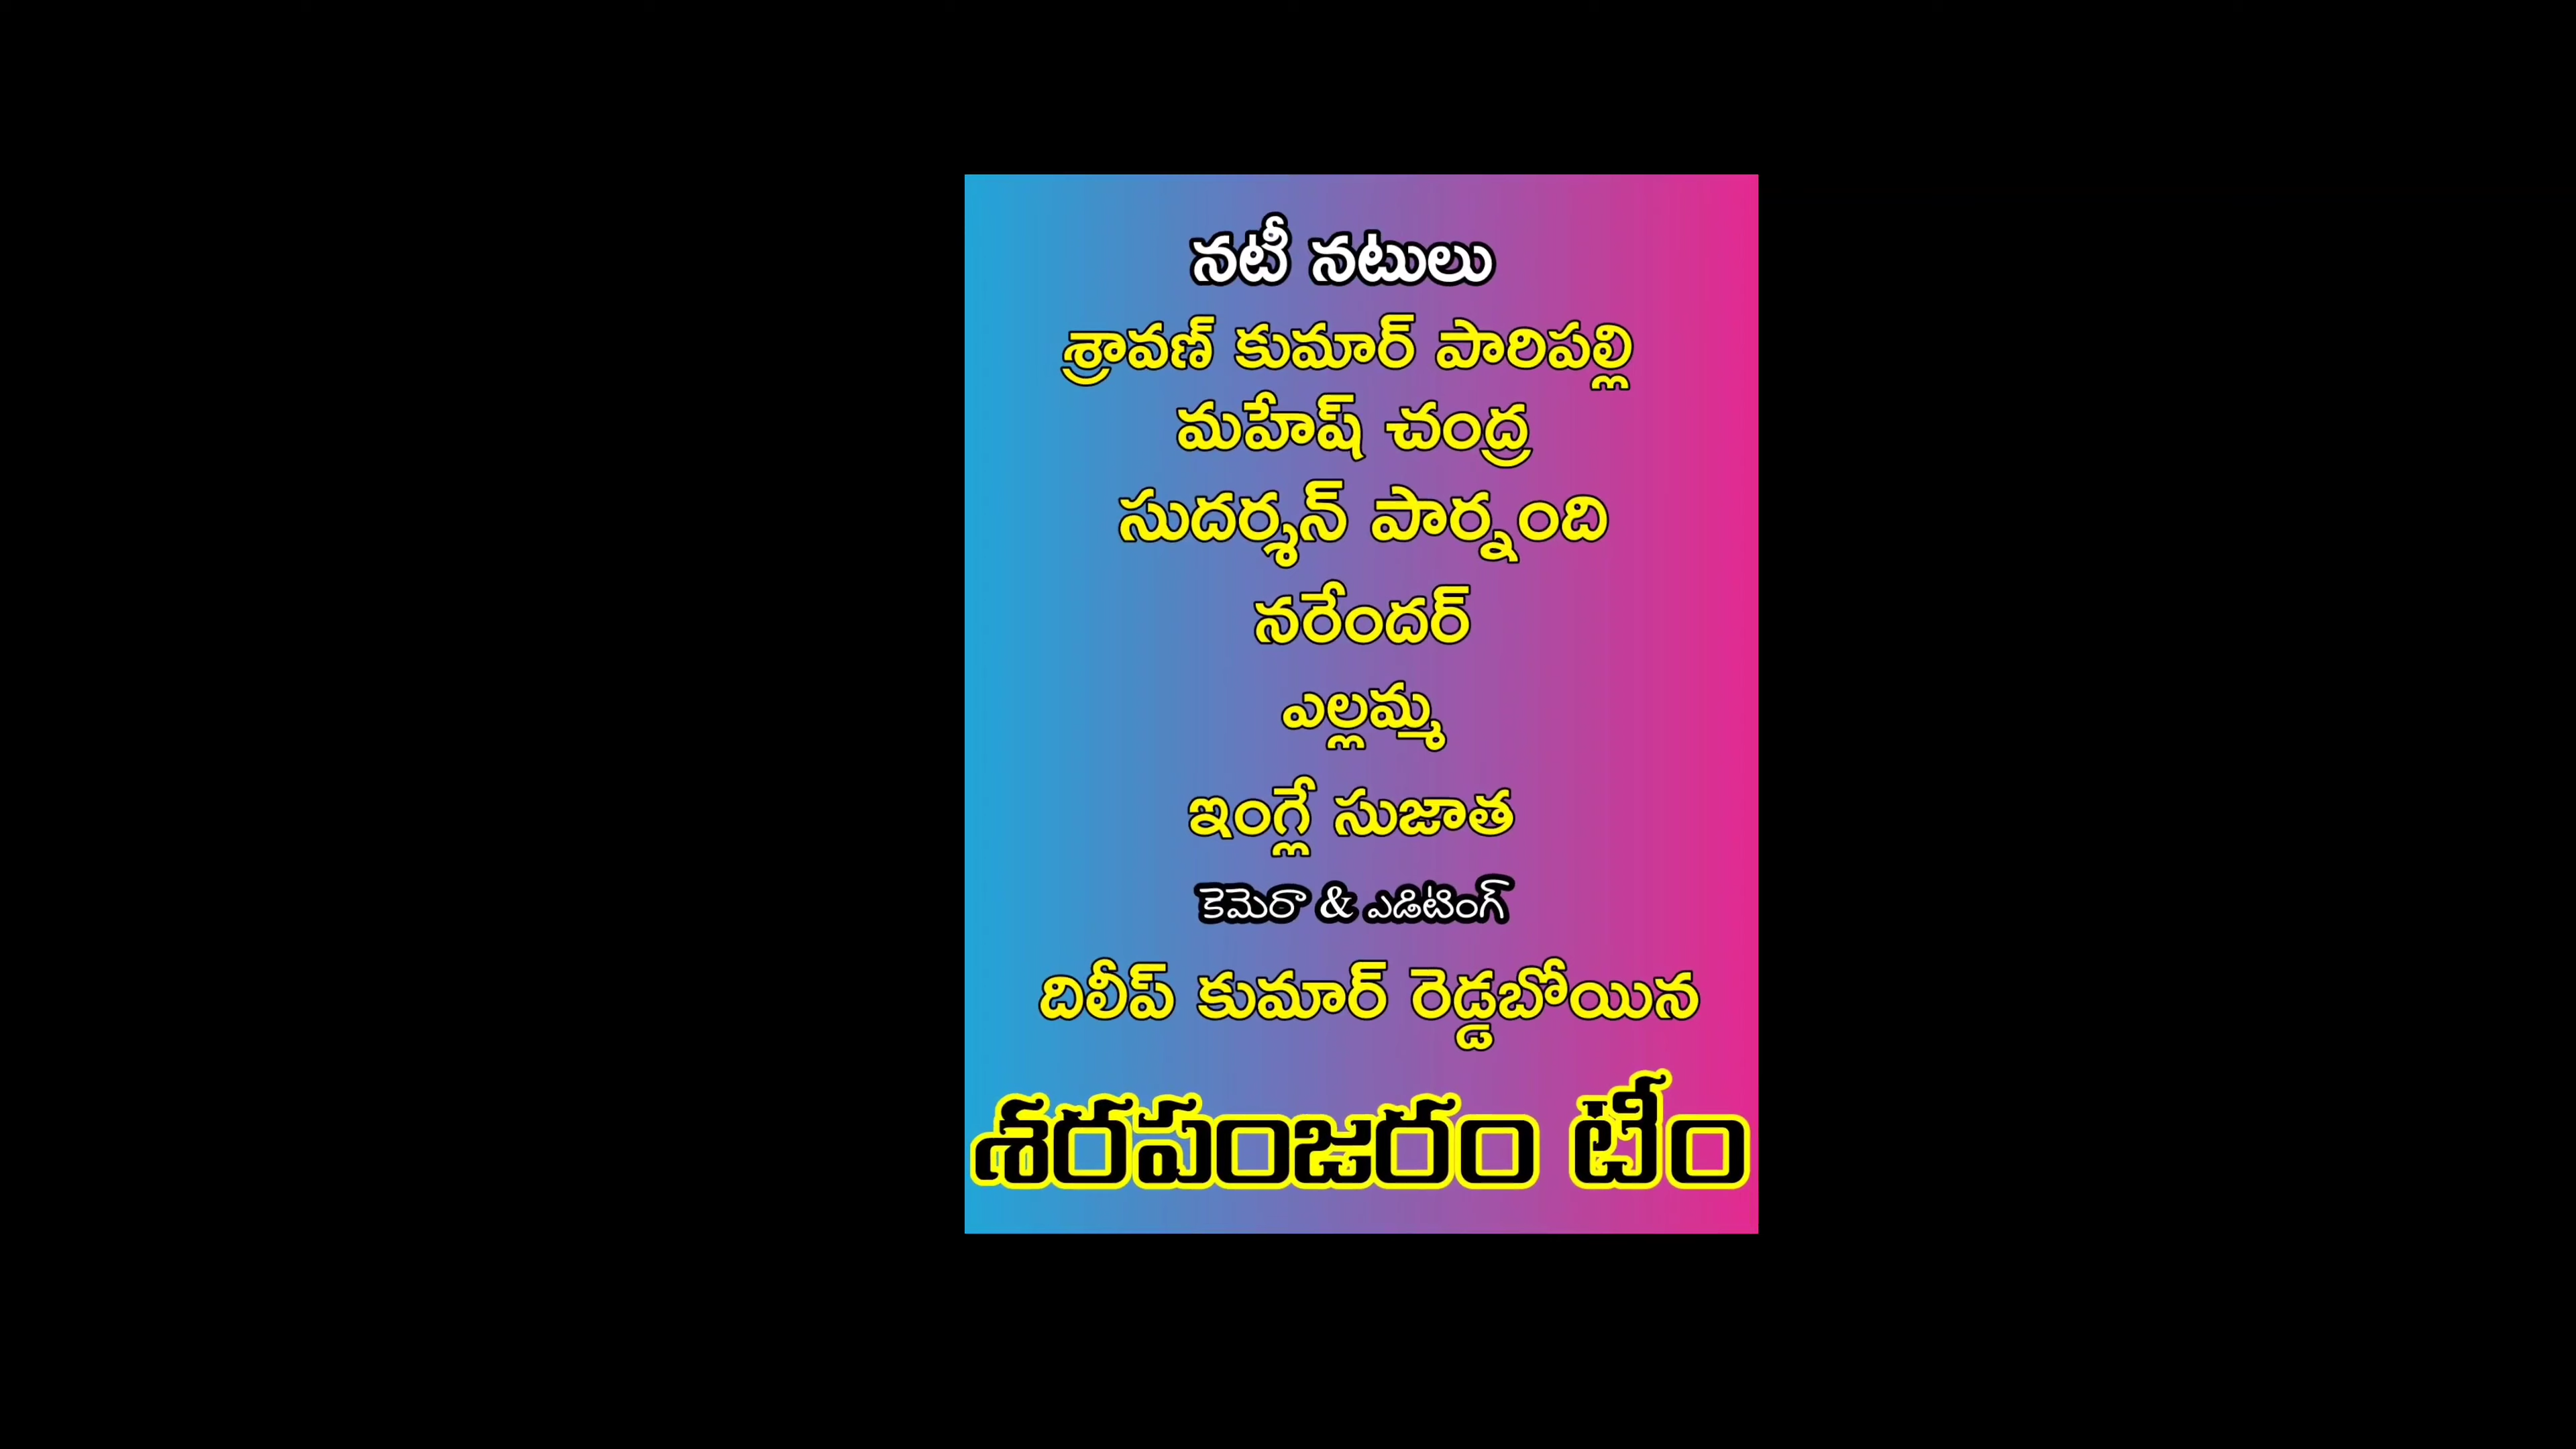 నటీ నటులు
శ్రావణ్ కుమార్ పారిపల్లి
మహేష్ చంద్ర
సుదర్శన్ పార్నంది
నరేందర్
ఎల్లమ్మ
ఇంగ్లే సుజాత
కెమెరా & ఎడిటింగ్
దిలీప్ కుమార్ రెడ్డబోయిన
శరపంజరం టీం